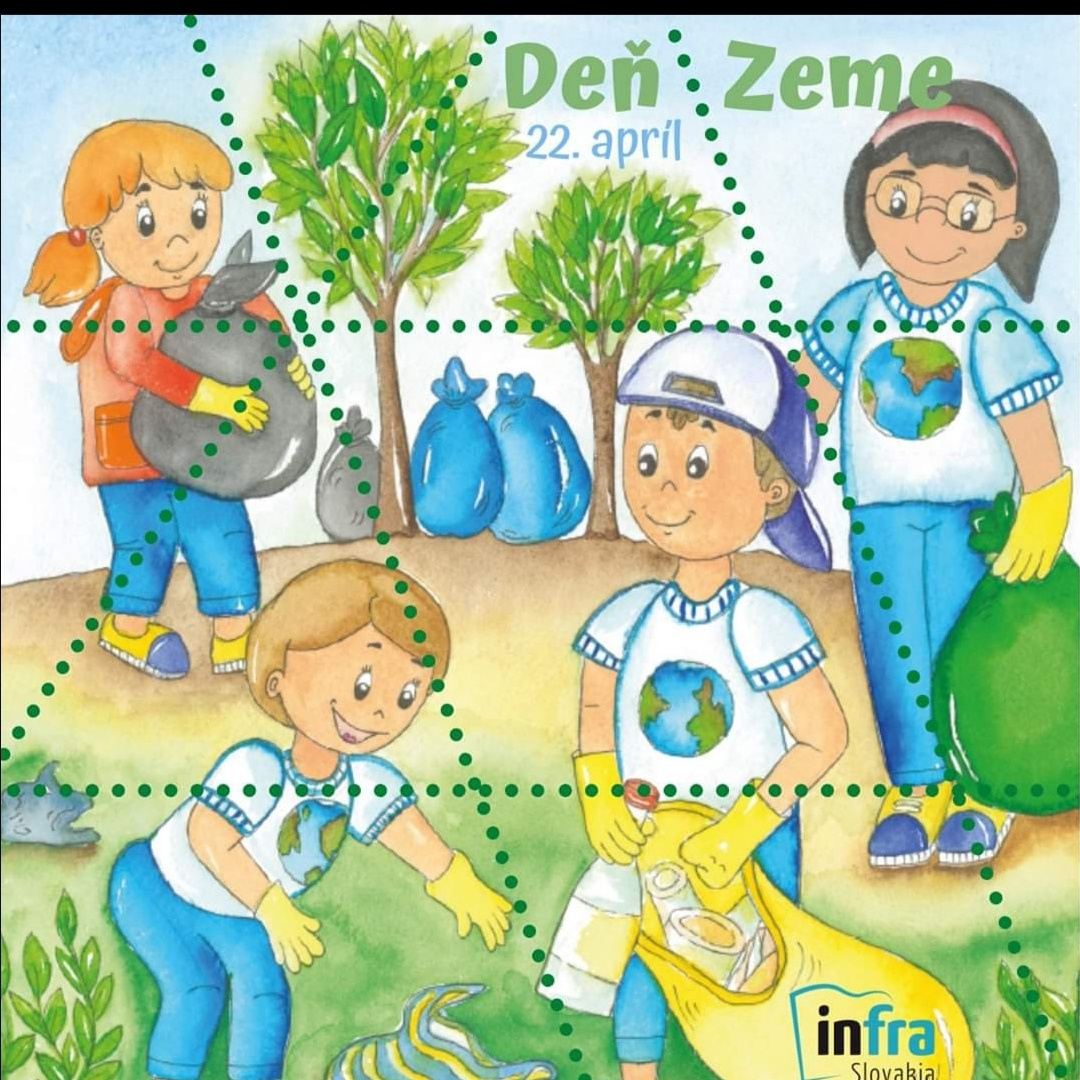 Deň Zeme
22. apríl
infra
Slovakia